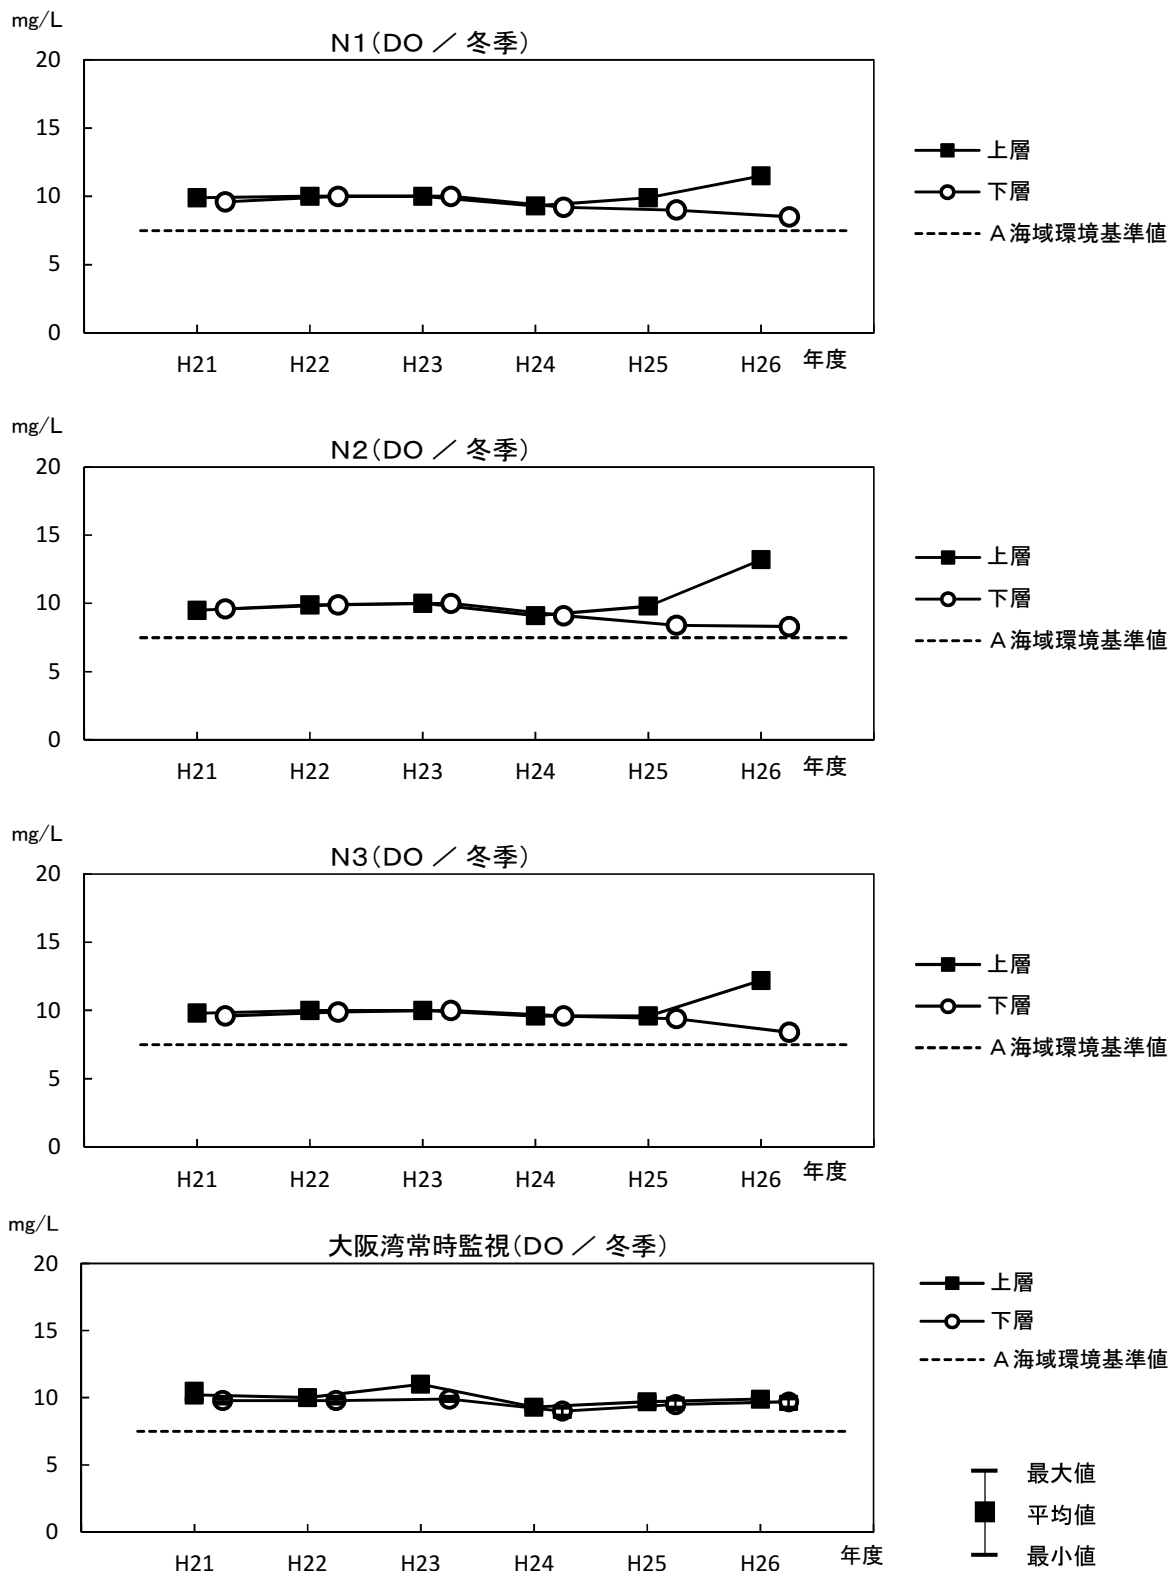 mg/L
N1(DO ／ 冬季)
20
15
10
5
0
H21 H22 H23 H24 H25 H26 年度
上層
下層
A海域環境基準値
mg/L
N2(DO ／ 冬季)
20
15
10
5
0
H21 H22 H23 H24 H25 H26 年度
上層
下層
A海域環境基準値
mg/L
N3(DO ／ 冬季)
20
15
10
5
0
H21 H22 H23 H24 H25 H26 年度
上層
下層
A海域環境基準値
mg/L
大阪湾常時監視(DO ／ 冬季)
20
15
10
5
0
H21 H22 H23 H24 H25 H26 年度
上層
下層
A海域環境基準値
最大値
平均値
最小値